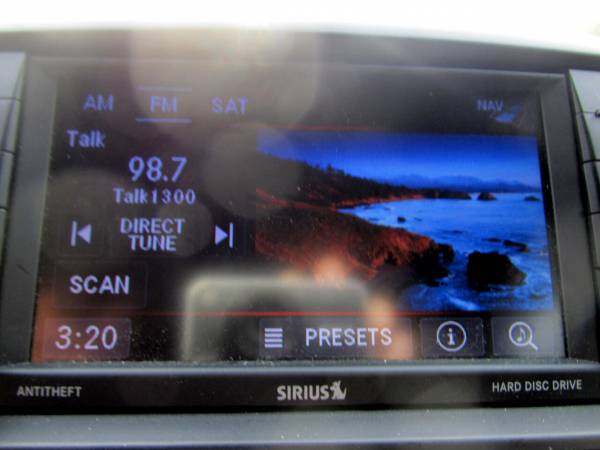 AM FM SAT NAV
Talk
98.7
Talk1300
DIRECT
TUNE
SCAN
3:20 PRESETS
ANTITHEFT SIRIUS HARD DISC DRIVE